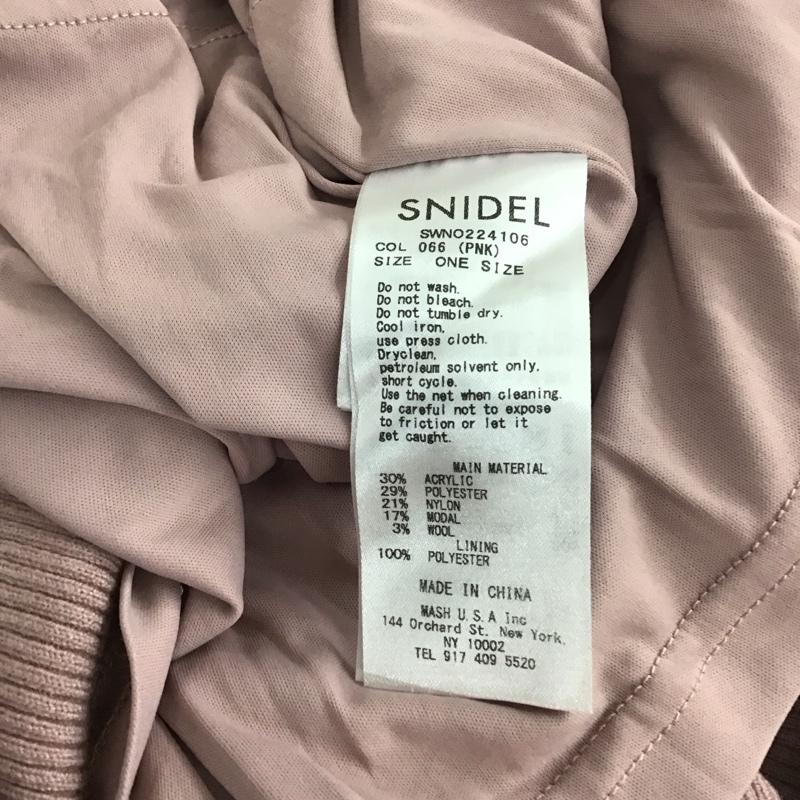 SNIDEL
SWNO224106
COL 066 (PNK)
SIZE ONE SIZE
Do not wash.
Do not bleach.
Do not tumble dry.
Cool iron,
use press cloth.
Dryclean,
petroleum solvent only.
short cycle.
Use the net when cleaning.
Be careful not to expose
to friction or let it
get caught.
MAIN MATERIAL
30% ACRYLIC
29% POLYESTER
21% NYLON
17% MODAL
3% WOOL
LINING
100% POLYESTER
MADE IN CHINA
MASH U.S.A Inc
144 Orchard St. New York.
NY 10002
TEL 917 409 5520